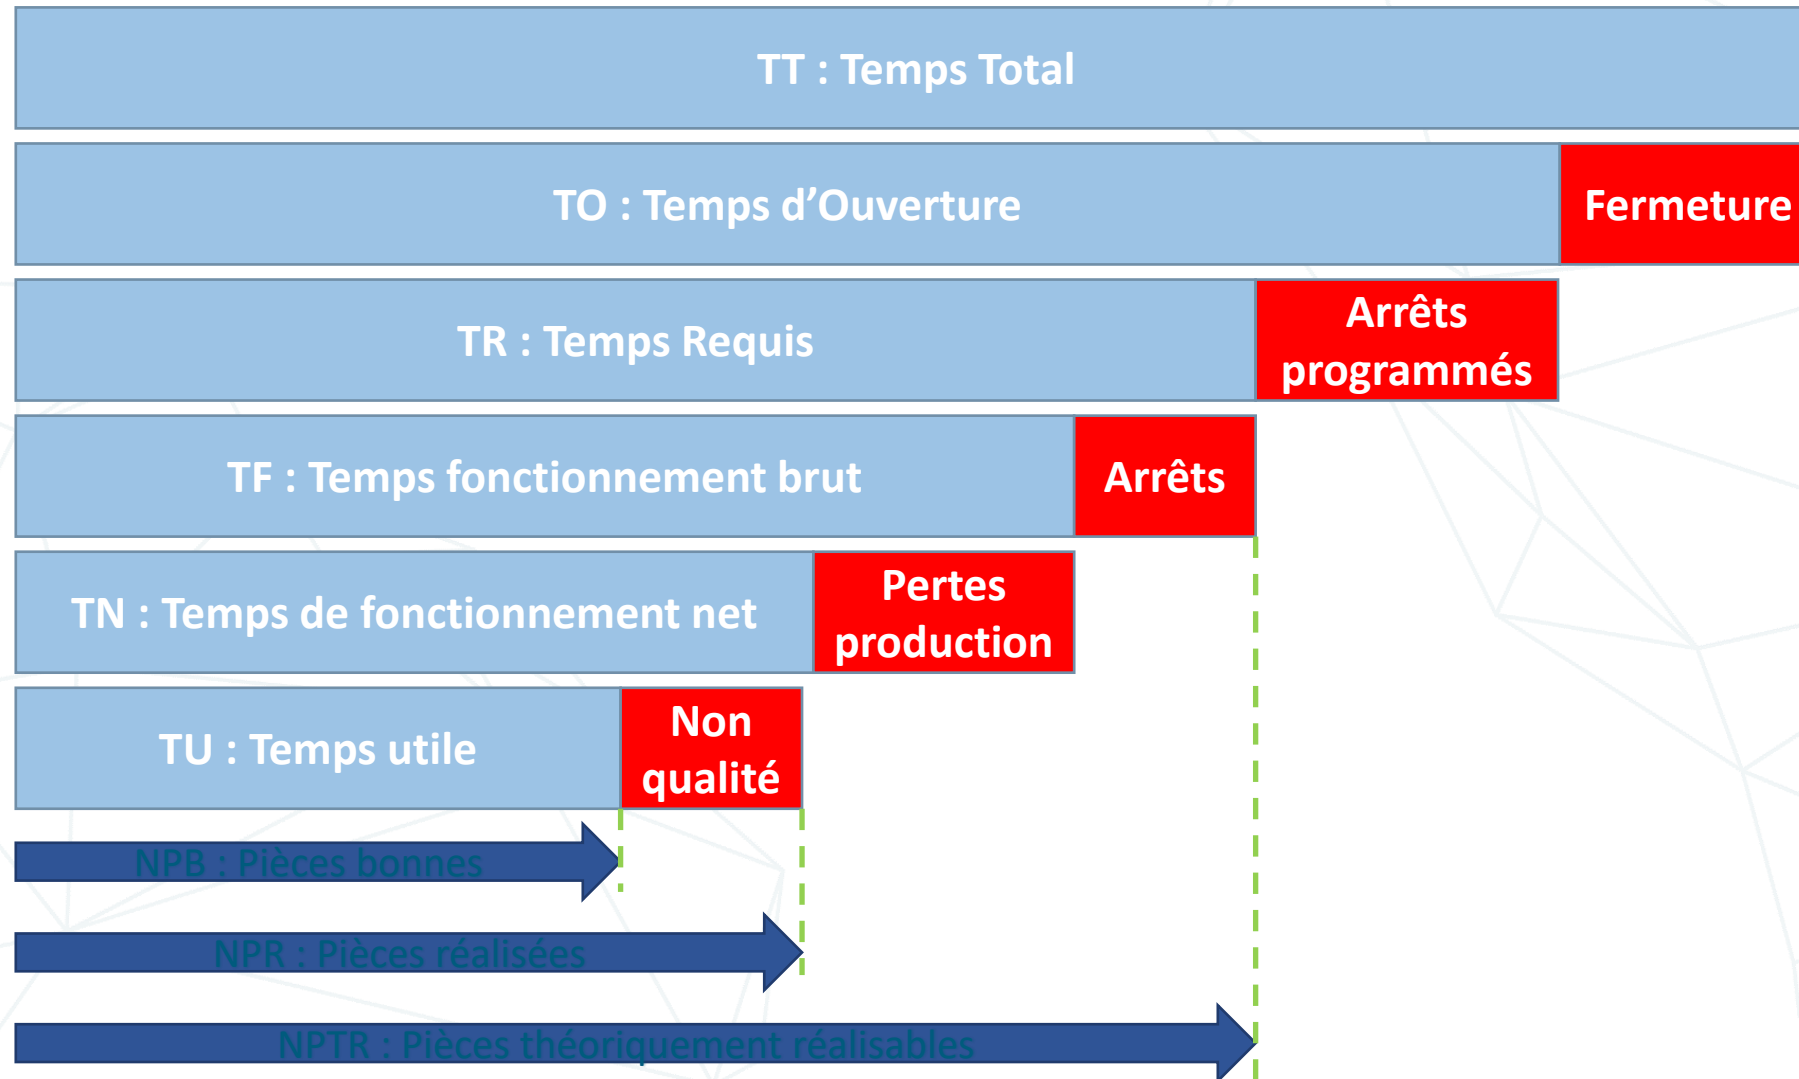 TT : Temps Total
TO : Temps d’Ouverture
Fermeture
TR : Temps Requis
Arrêts
programmés
TF : Temps fonctionnement brut
Arrêts
TN : Temps de fonctionnement net
Pertes
production
TU : Temps utile
Non
qualité
NPB : Pièces bonnes
NPR : Pièces réalisées
NPTR : Pièces théoriquement réalisables